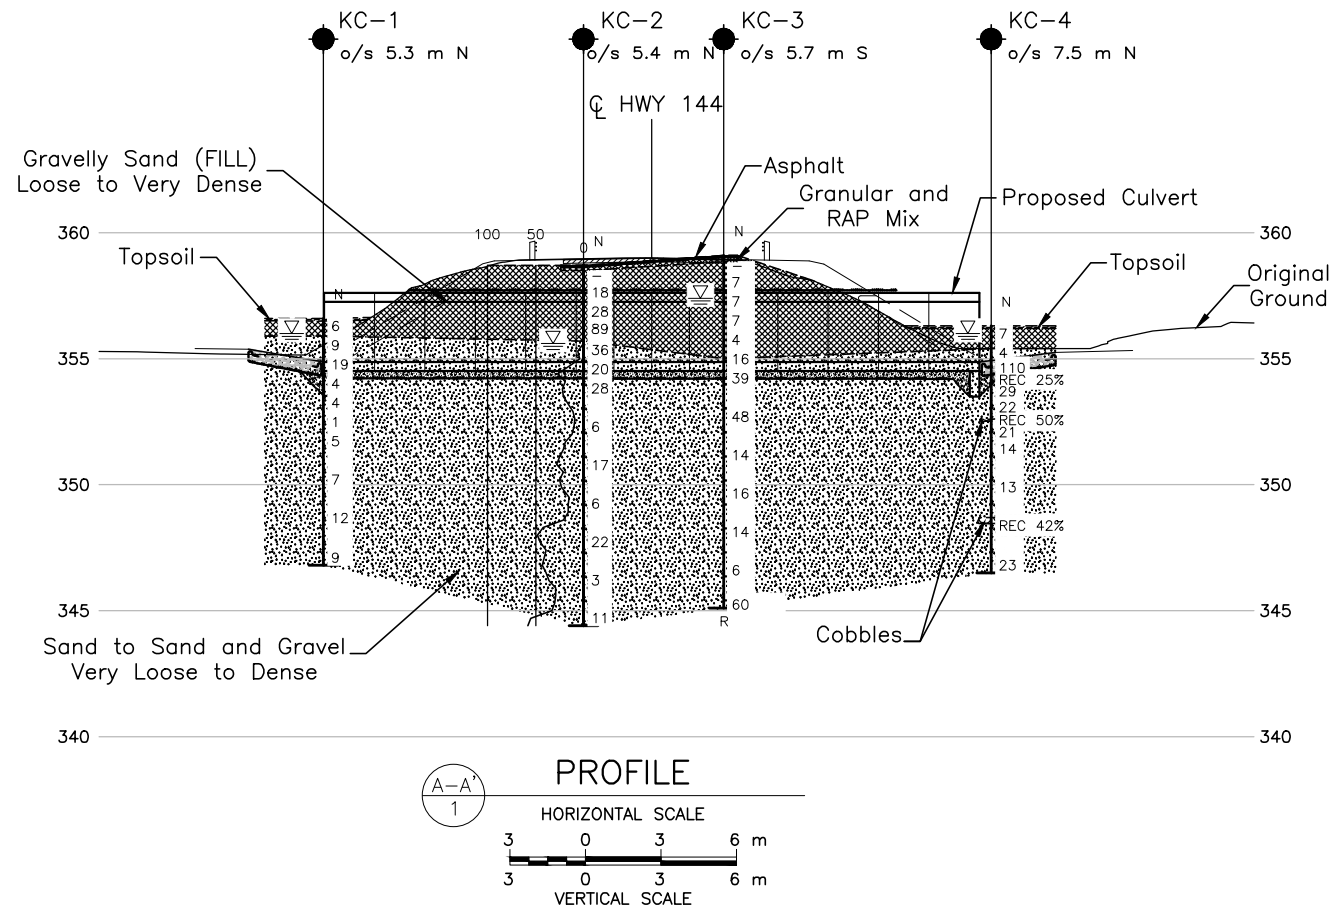 KC-1
o/s 5.3 m N
KC-2
o/s 5.4 m N
KC-3
o/s 5.7 m S
KC-4
o/s 7.5 m N
℄ HWY 144
Gravelly Sand (FILL)
Loose to Very Dense
Asphalt
Granular and
RAP Mix
Proposed Culvert
Topsoil
Topsoil
Original
Ground
360
360
355
355
350
350
345
345
340
340
100 50 0
N
6
9
19
4
4
1
5
7
12
9
N
18
28
89
36
20
28
6
17
6
22
3
11
N
7
7
7
4
16
39
48
14
16
14
6
60
R
N
7
4
110
REC 25%
29
22
REC 50%
21
14
13
REC 42%
23
Cobbles
Sand to Sand and Gravel
Very Loose to Dense
A-A'
1
PROFILE
HORIZONTAL SCALE
3 0 3 6 m
3 0 3 6 m
VERTICAL SCALE